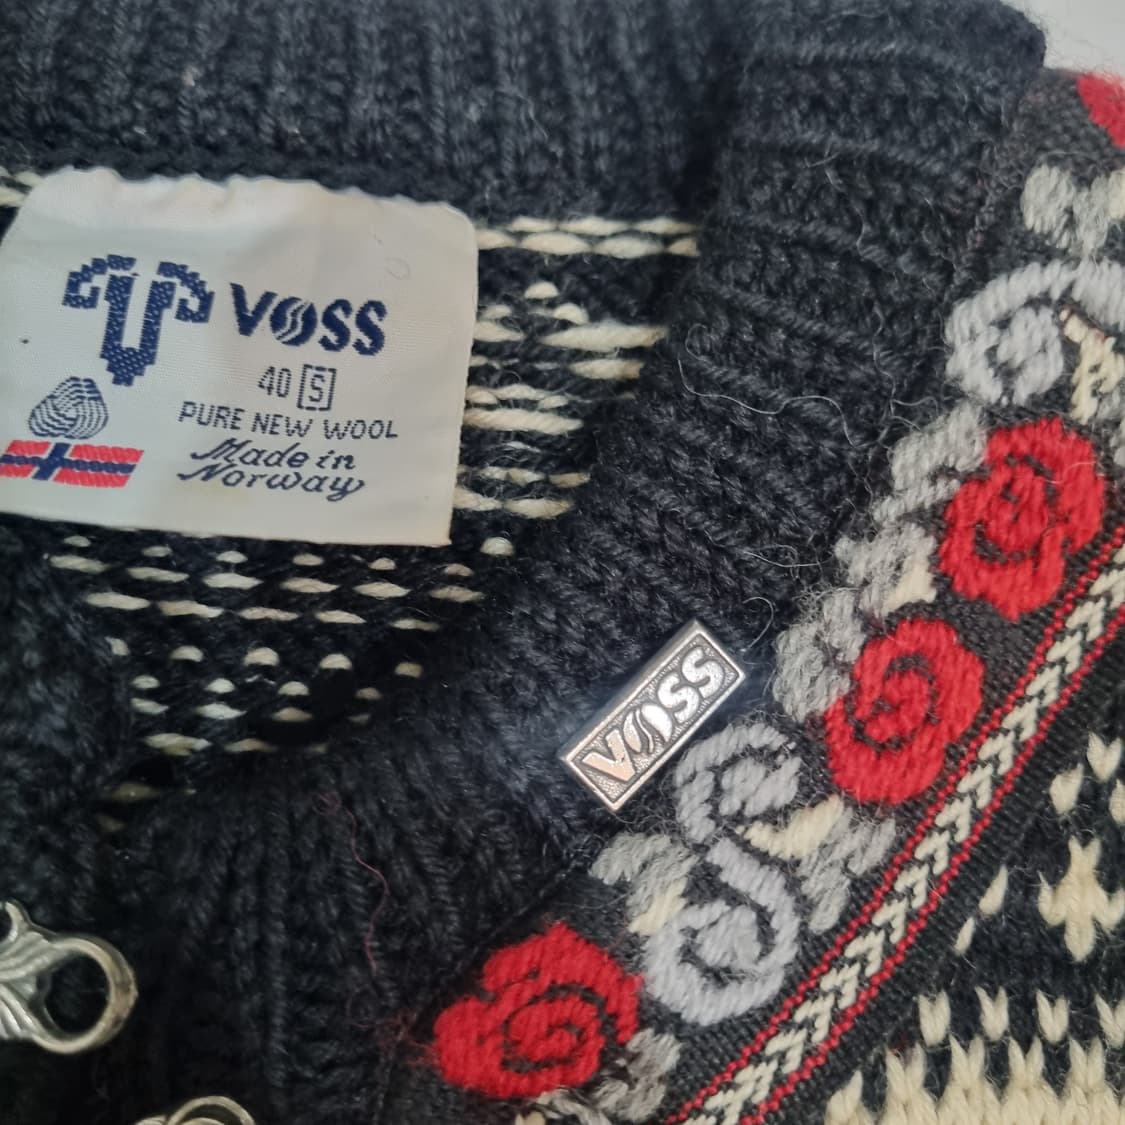 VOSS
40 [S]
PURE NEW WOOL
Made in
Norway
VOSS